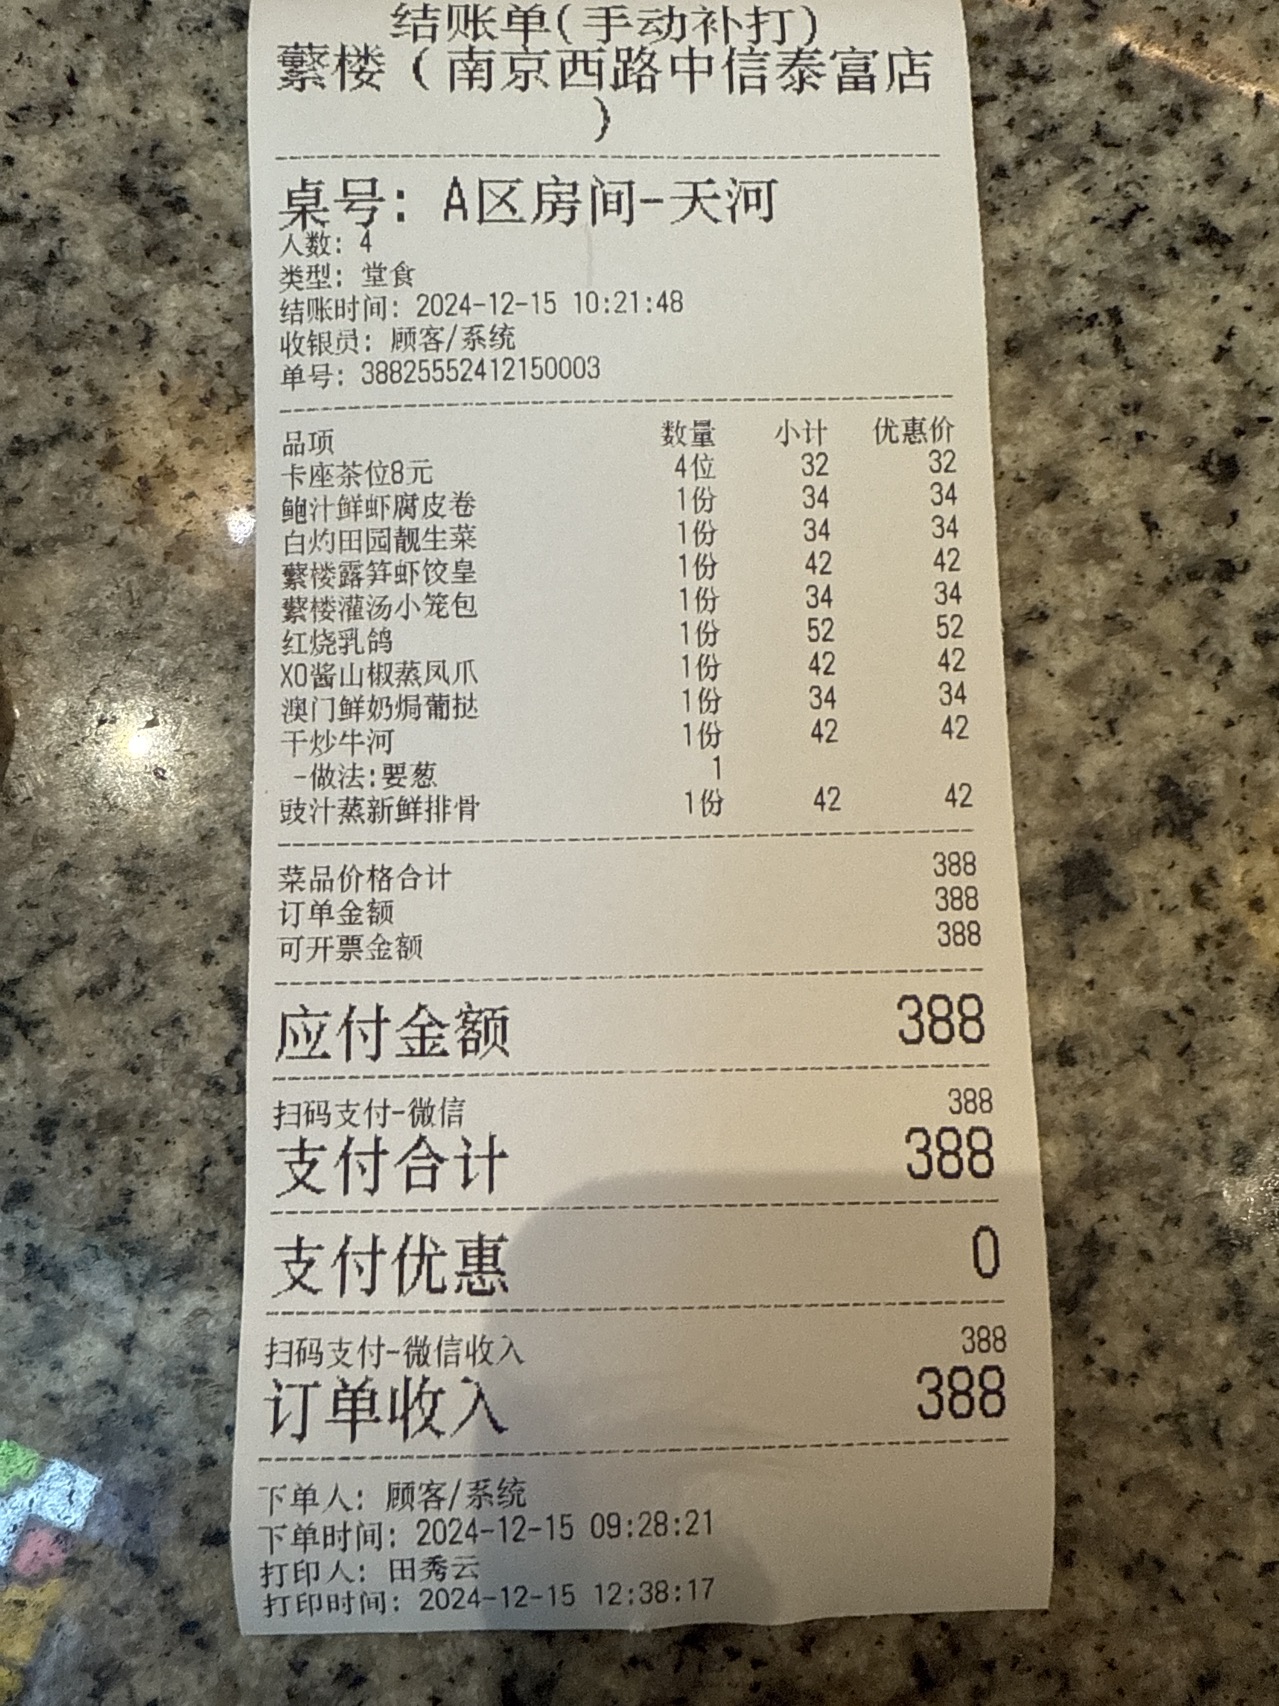 结账单(手动补打)
蘩楼（南京西路中信泰富店
）
桌号: A区房间-天河
人数: 4
类型: 堂食
结账时间: 2024-12-15 10:21:48
收银员: 顾客/系统
单号: 38825552412150003
品项 数量 小计 优惠价
卡座茶位8元 4位 32 32
鲍汁鲜虾腐皮卷 1份 34 34
白灼田园靓生菜 1份 34 34
蘩楼露笋虾饺皇 1份 42 42
蘩楼灌汤小笼包 1份 34 34
红烧乳鸽 1份 52 52
XO酱山椒蒸凤爪 1份 42 42
澳门鲜奶焗葡挞 1份 34 34
干炒牛河 1份 42 42
-做法:要葱 1
豉汁蒸新鲜排骨 1份 42 42
菜品价格合计 388
订单金额 388
可开票金额 388
应付金额 388
扫码支付-微信 388
支付合计 388
支付优惠 0
扫码支付-微信收入 388
订单收入 388
下单人: 顾客/系统
下单时间: 2024-12-15 09:28:21
打印人: 田秀云
打印时间: 2024-12-15 12:38:17